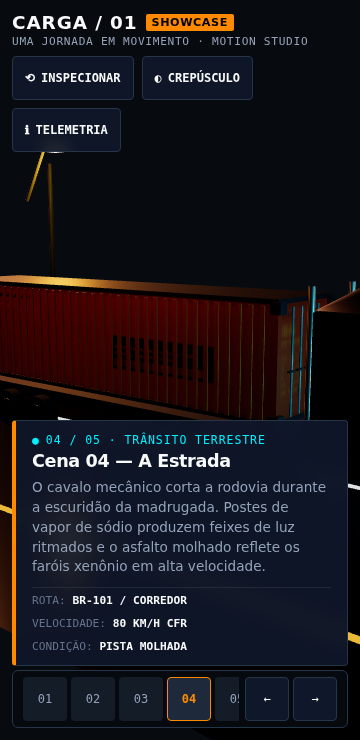 CARGA / 01 SHOWCASE
UMA JORNADA EM MOVIMENTO · MOTION STUDIO
⟲ INSPECIONAR ◐ CREPÚSCULO
ℹ TELEMETRIA
● 04 / 05 · TRÂNSITO TERRESTRE
Cena 04 — A Estrada
O cavalo mecânico corta a rodovia durante
a escuridão da madrugada. Postes de
vapor de sódio produzem feixes de luz
ritmados e o asfalto molhado reflete os
faróis xenônio em alta velocidade.
ROTA: BR-101 / CORREDOR
VELOCIDADE: 80 KM/H CFR
CONDIÇÃO: PISTA MOLHADA
01 02 03 04 05 ← →